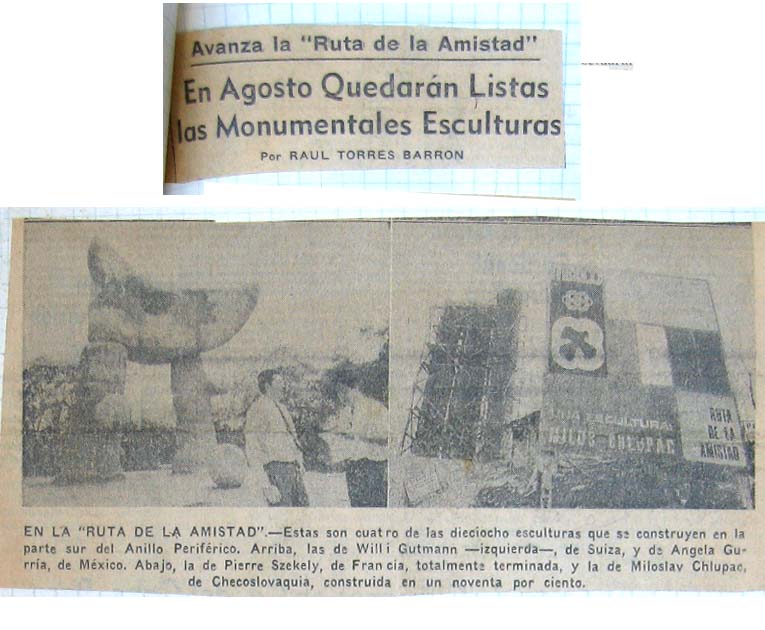 Avanza la "Ruta de la Amistad"
En Agosto Quedarán Listas
las Monumentales Esculturas
Por RAUL TORRES BARRON
UNA ESCULTURA
MILOS CHLUPAC
RUTA
DE LA
AMISTAD
EN LA "RUTA DE LA AMISTAD".—Estas son cuatro de las dieciocho esculturas que se construyen en la
parte sur del Anillo Periférico. Arriba, las de Willi Gutmann —izquierda—, de Suiza, y de Angela Gu-
rría, de México. Abajo, la de Pierre Szekely, de Francia, totalmente terminada, y la de Miloslav Chlupac,
de Checoslovaquia, construida en un noventa por ciento.